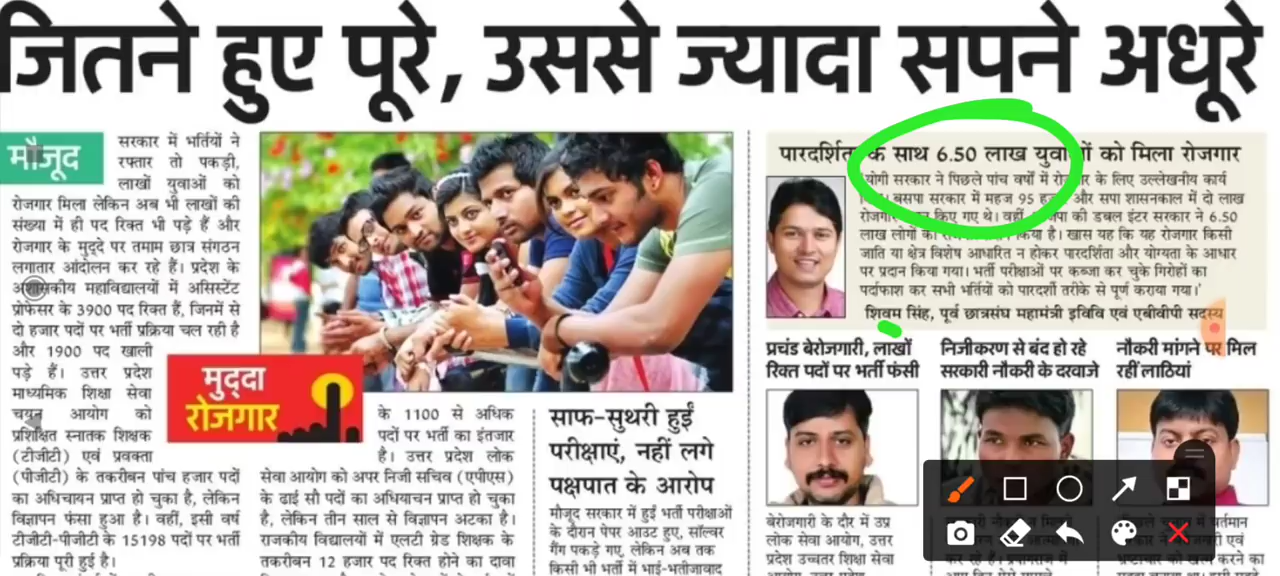 जितने हुए पूरे, उससे ज्यादा सपने अधूरे
मौजूद
सरकार में भर्तियों ने
रफ्तार तो पकड़ी,
लाखों युवाओं को
रोजगार मिला लेकिन अब भी लाखों की
संख्या में ही पद रिक्त भी पड़े हैं और
रोजगार के मुद्दे पर तमाम छात्र संगठन
लगातार आंदोलन कर रहे हैं। प्रदेश के
अशासकीय महाविद्यालयों में असिस्टेंट
प्रोफेसर के 3900 पद रिक्त हैं, जिनमें से
दो हजार पदों पर भर्ती प्रक्रिया चल रही है
और 1900 पद खाली
पड़े हैं। उत्तर प्रदेश
माध्यमिक शिक्षा सेवा
चयन आयोग को
प्रशिक्षित स्नातक शिक्षक
(टीजीटी) एवं प्रवक्ता
(पीजीटी) के तकरीबन पांच हजार पदों
का अधिचायन प्राप्त हो चुका है, लेकिन
विज्ञापन फंसा हुआ है। वहीं, इसी वर्ष
टीजीटी-पीजीटी के 15198 पदों पर भर्ती
प्रक्रिया पूरी हुई है।
मुद्दा
रोजगार
के 1100 से अधिक
पदों पर भर्ती का इंतजार
है। उत्तर प्रदेश लोक
सेवा आयोग को अपर निजी सचिव (एपीएस)
के ढाई सौ पदों का अधियाचन प्राप्त हो चुका
है, लेकिन तीन साल से विज्ञापन अटका है।
राजकीय विद्यालयों में एलटी ग्रेड शिक्षक के
तकरीबन 12 हजार पद रिक्त होने का दावा
साफ-सुथरी हुईं
परीक्षाएं, नहीं लगे
पक्षपात के आरोप
मौजूद सरकार में हुईं भर्ती परीक्षाओं
के दौरान पेपर आउट हुए, सॉल्वर
गैंग पकड़े गए, लेकिन अब तक
किसी भी भर्ती में भाई-भतीजावाद
पारदर्शिता के साथ 6.50 लाख युवाओं को मिला रोजगार
योगी सरकार ने पिछले पांच वर्षों में के लिए उल्लेखनीय कार्य
बसपा सरकार में महज 95 और सपा शासनकाल में दो लाख
किए गए थे। वहीं, की डबल इंटर सरकार ने 6.50
लाख लोगों किया है। खास यह कि यह रोजगार किसी
जाति या क्षेत्र विशेष आधारित न होकर पारदर्शिता और योग्यता के आधार
पर प्रदान किया गया। भर्ती परीक्षाओं पर कब्जा कर चुके गिरोहों का
पर्दाफाश कर सभी भर्तियों को पारदर्शी तरीके से पूर्ण कराया गया।'
शिवम सिंह, पूर्व छात्रसंघ महामंत्री इविवि एवं एबीवीपी सदस्य
प्रचंड बेरोजगारी, लाखों
रिक्त पदों पर भर्ती फंसी
निजीकरण से बंद हो रहे
सरकारी नौकरी के दरवाजे
नौकरी मांगने पर मिल
रहीं लाठियां
बेरोजगारी के दौर में उप्र
लोक सेवा आयोग, उत्तर
प्रदेश उच्चतर शिक्षा सेवा